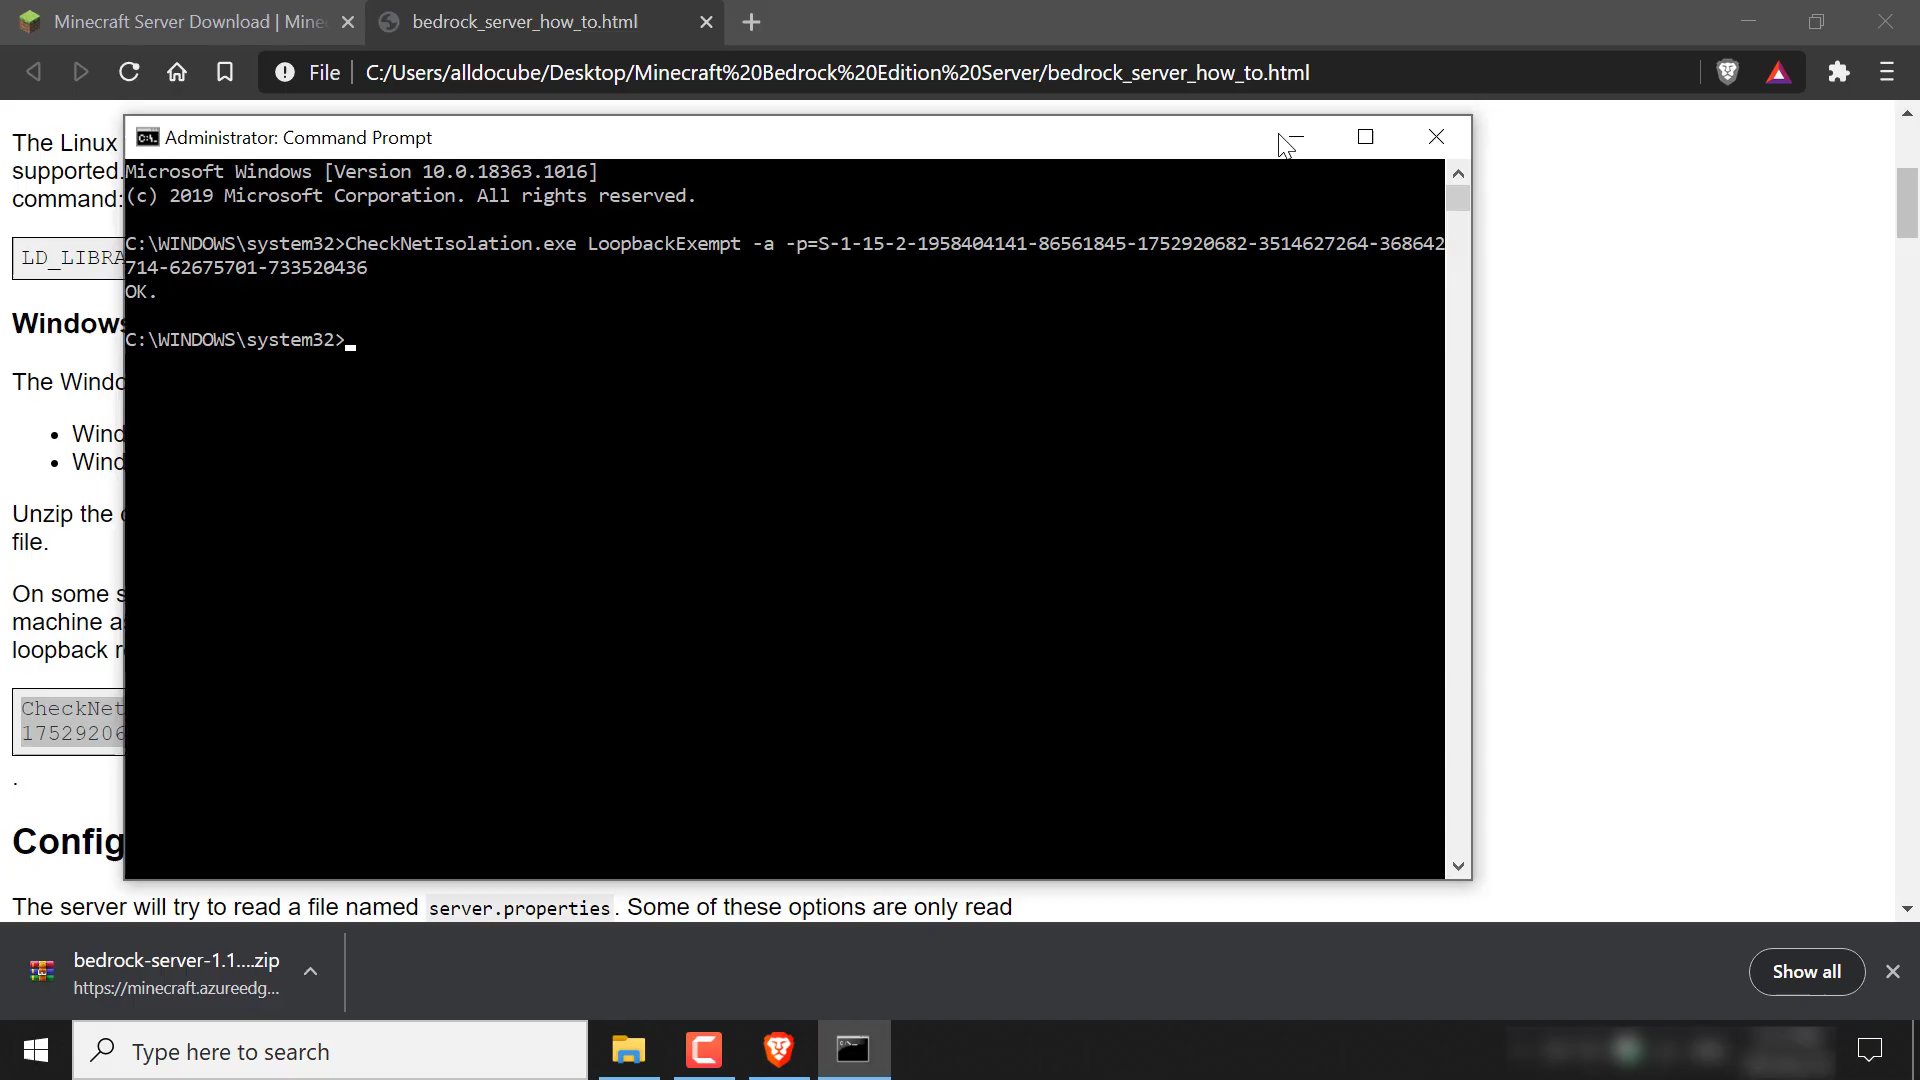 Minecraft Server Download | Mine
bedrock_server_how_to.html
File
C:/Users/alldocube/Desktop/Minecraft%20Bedrock%20Edition%20Server/bedrock_server_how_to.html
The Linux
supported.
command:
LD_LIBRA
Windows
The Windo
• Wind
• Wind
Unzip the
file.
On some s
machine as
loopback r
CheckNet
17529206
.
Config
The server will try to read a file named server.properties. Some of these options are only read
Administrator: Command Prompt
Microsoft Windows [Version 10.0.18363.1016]
(c) 2019 Microsoft Corporation. All rights reserved.
C:\WINDOWS\system32>CheckNetIsolation.exe LoopbackExempt -a -p=S-1-15-2-1958404141-86561845-1752920682-3514627264-368642
714-62675701-733520436
OK.
C:\WINDOWS\system32>
bedrock-server-1.1....zip
https://minecraft.azureedg...
Show all
Type here to search